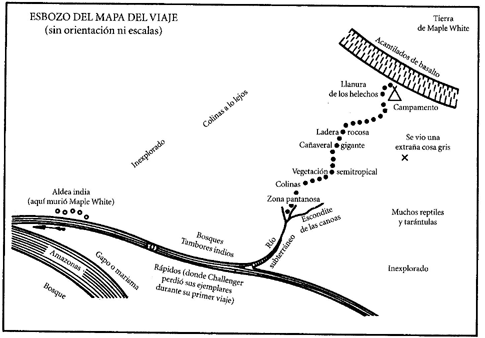 ESBOZO DEL MAPA DEL VIAJE
(sin orientación ni escalas)
Tierra
de Maple White
Acantilados de basalto
Llanura
de los helechos
Campamento
Colinas a lo lejos
Inexplorado
Ladera rocosa
Cañaveral gigante
Se vio una
extraña cosa gris
Vegetación semitropical
Colinas
Zona pantanosa
Escondite
de las canoas
Aldea india
(aquí murió Maple White)
Muchos reptiles
y tarántulas
Bosques
Tambores indios
Río
subterráneo
Rápidos (donde Challenger
perdió sus ejemplares
durante su primer viaje)
Inexplorado
Gapo o marisma
Amazonas
Bosque